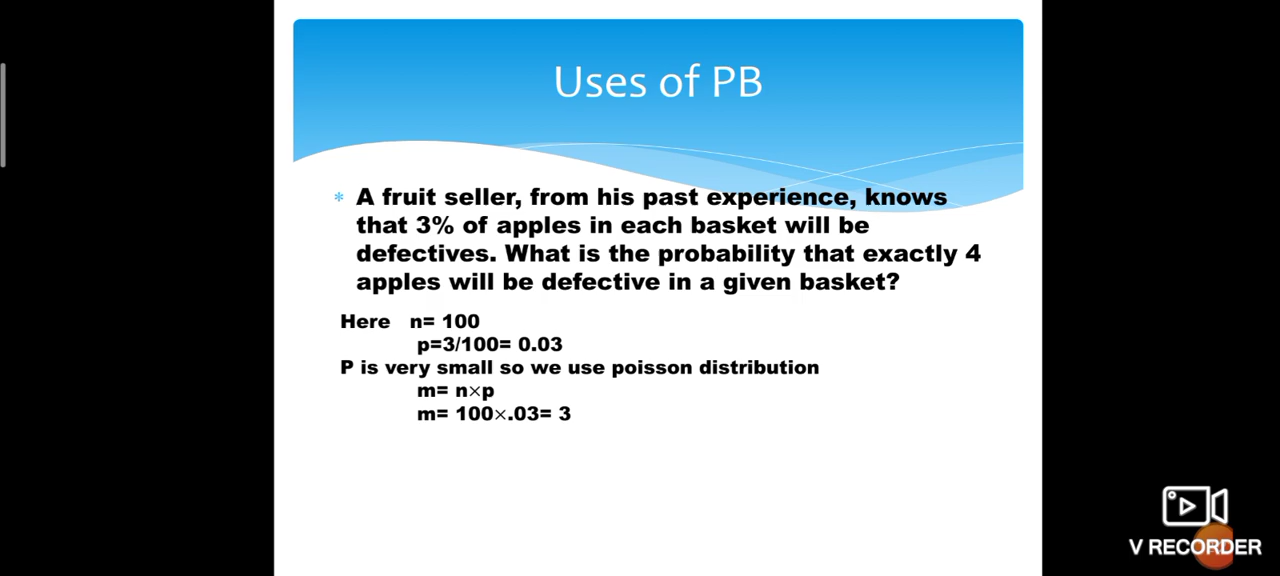 Uses of PB
* A fruit seller, from his past experience, knows
that 3% of apples in each basket will be
defectives. What is the probability that exactly 4
apples will be defective in a given basket?
Here n= 100
p=3/100= 0.03
P is very small so we use poisson distribution
m= n×p
m= 100×.03= 3
V RECORDER